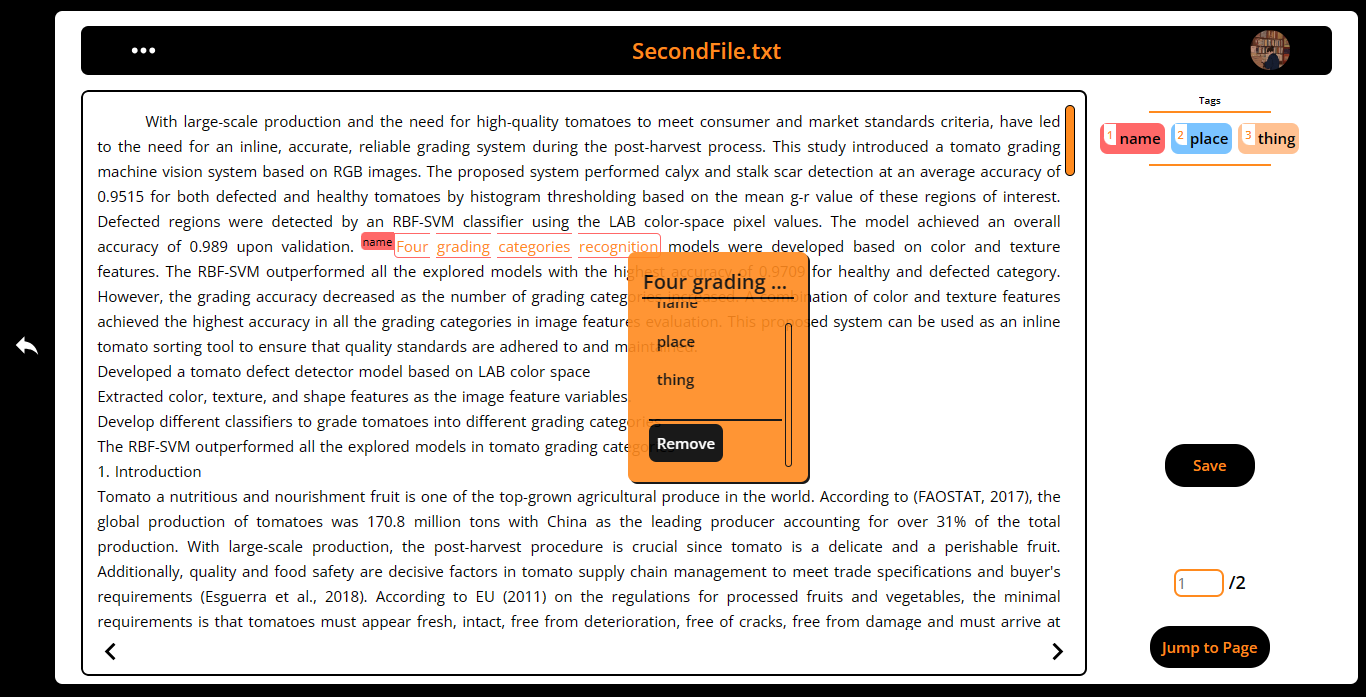 SecondFile.txt
With large-scale production and the need for high-quality tomatoes to meet consumer and market standards criteria, have led
to the need for an inline, accurate, reliable grading system during the post-harvest process. This study introduced a tomato grading
machine vision system based on RGB images. The proposed system performed calyx and stalk scar detection at an average accuracy of
0.9515 for both defected and healthy tomatoes by histogram thresholding based on the mean g-r value of these regions of interest.
Defected regions were detected by an RBF-SVM classifier using the LAB color-space pixel values. The model achieved an overall
accuracy of 0.989 upon validation. name Four grading categories recognition models were developed based on color and texture
features. The RBF-SVM outperformed all the explored models with the highest accuracy of 0.9709 for healthy and defected category.
However, the grading accuracy decreased as the number of grading categories increased. A combination of color and texture features
achieved the highest accuracy in all the grading categories in image features evaluation. This proposed system can be used as an inline
tomato sorting tool to ensure that quality standards are adhered to and maintained.
Developed a tomato defect detector model based on LAB color space
Extracted color, texture, and shape features as the image feature variables.
Develop different classifiers to grade tomatoes into different grading categories
The RBF-SVM outperformed all the explored models in tomato grading
1. Introduction
Tomato a nutritious and nourishment fruit is one of the top-grown agricultural produce in the world. According to (FAOSTAT, 2017), the
global production of tomatoes was 170.8 million tons with China as the leading producer accounting for over 31% of the total
production. With large-scale production, the post-harvest procedure is crucial since tomato is a delicate and a perishable fruit.
Additionally, quality and food safety are decisive factors in tomato supply chain management to meet trade specifications and buyer's
requirements (Esguerra et al., 2018). According to EU (2011) on the regulations for processed fruits and vegetables, the minimal
requirements is that tomatoes must appear fresh, intact, free from deterioration, free of cracks, free from damage and must arrive at
Four grading ...
name
place
thing
Remove
Tags
1 name 2 place 3 thing
Save
1 /2
Jump to Page